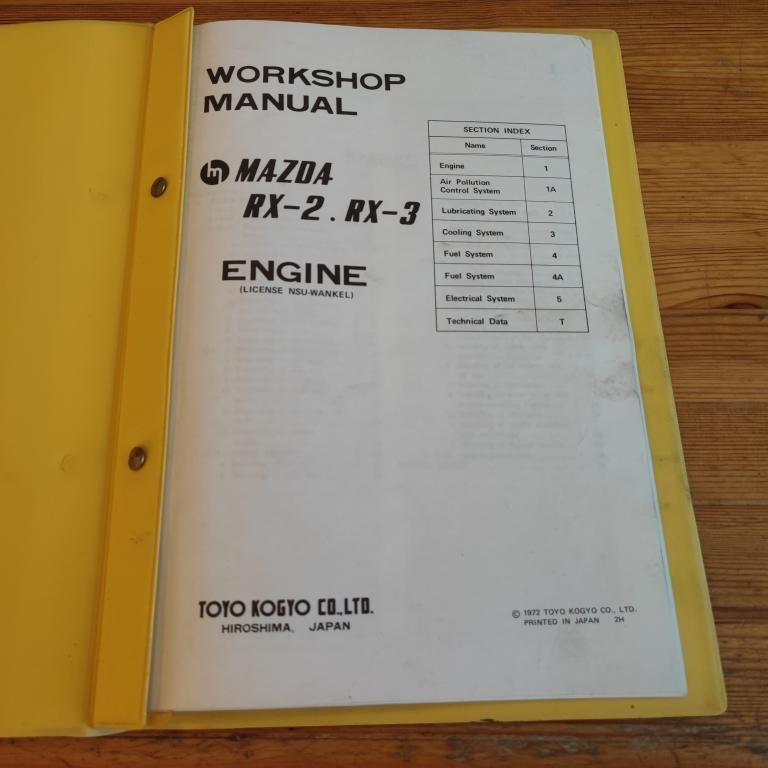 WORKSHOP
MANUAL
m MAZDA
RX-2. RX-3
ENGINE
(LICENSE NSU-WANKEL)
SECTION INDEX
Name Section
Engine 1
Air Pollution
Control System 1A
Lubricating System 2
Cooling System 3
Fuel System 4
Fuel System 4A
Electrical System 5
Technical Data T
TOYO KOGYO CO.,LTD.
HIROSHIMA, JAPAN
© 1972 TOYO KOGYO CO., LTD.
PRINTED IN JAPAN 2H